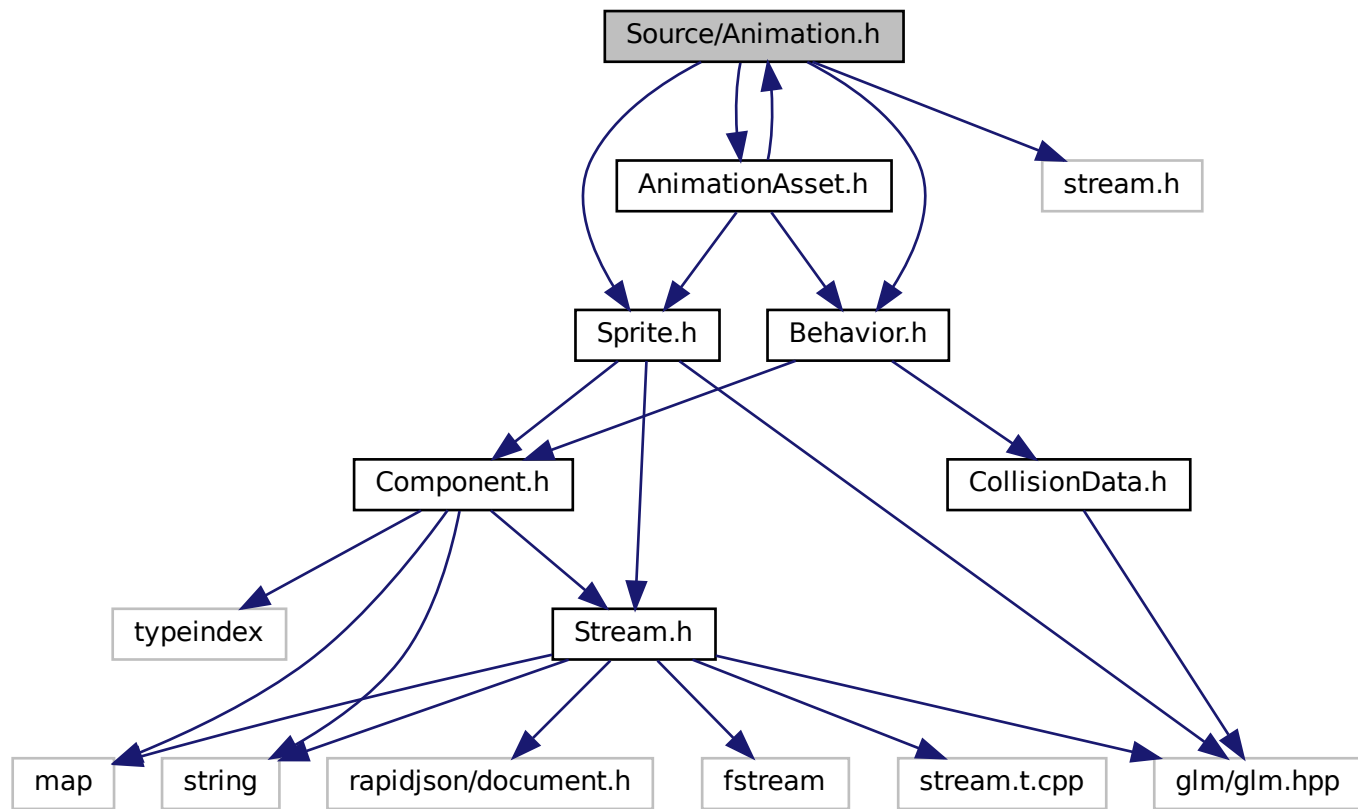 Source/Animation.h
AnimationAsset.h
stream.h
Sprite.h
Behavior.h
Component.h
CollisionData.h
typeindex
Stream.h
map
string
rapidjson/document.h
fstream
stream.t.cpp
glm/glm.hpp